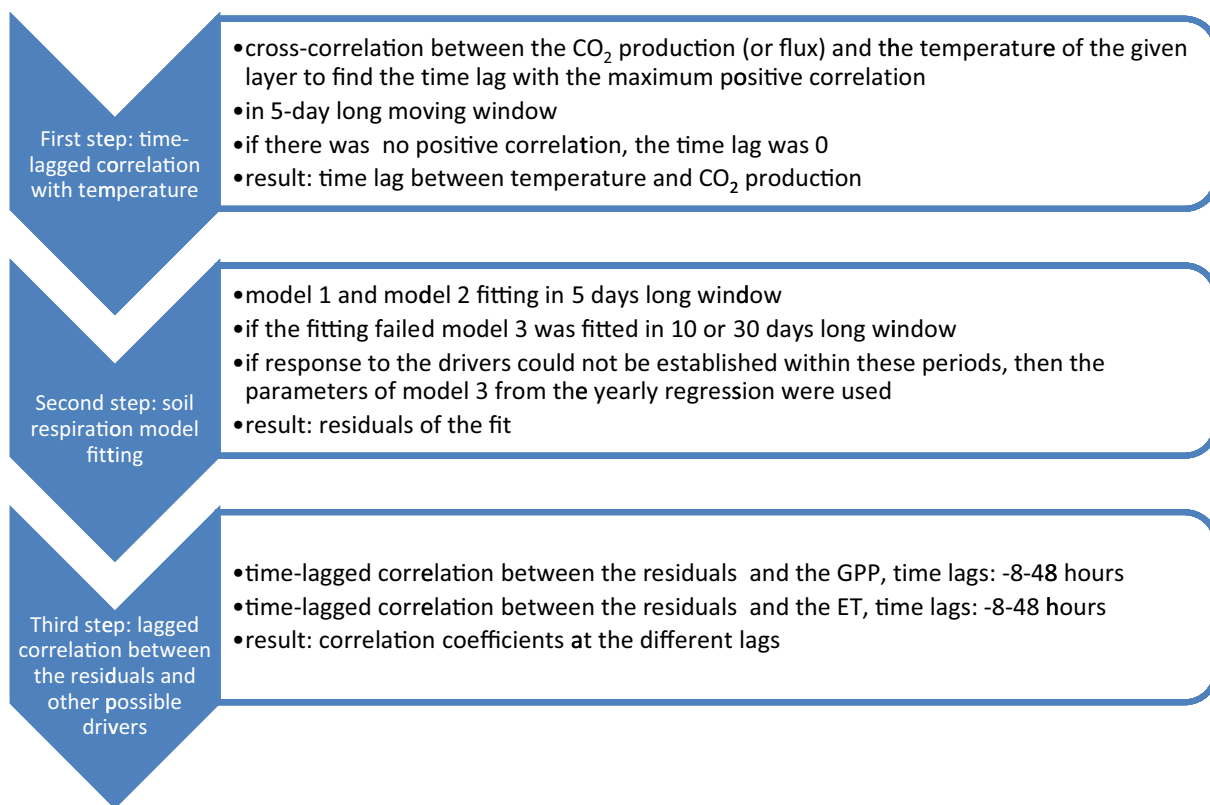 First step: time-
lagged correlation
with temperature
•cross-correlation between the CO₂ production (or flux) and the temperature of the given
layer to find the time lag with the maximum positive correlation
•in 5-day long moving window
•if there was no positive correlation, the time lag was 0
•result: time lag between temperature and CO₂ production
Second step: soil
respiration model
fitting
•model 1 and model 2 fitting in 5 days long window
•if the fitting failed model 3 was fitted in 10 or 30 days long window
•if response to the drivers could not be established within these periods, then the
parameters of model 3 from the yearly regression were used
•result: residuals of the fit
Third step: lagged
correlation between
the residuals and
other possible
drivers
•time-lagged correlation between the residuals and the GPP, time lags: -8-48 hours
•time-lagged correlation between the residuals and the ET, time lags: -8-48 hours
•result: correlation coefficients at the different lags